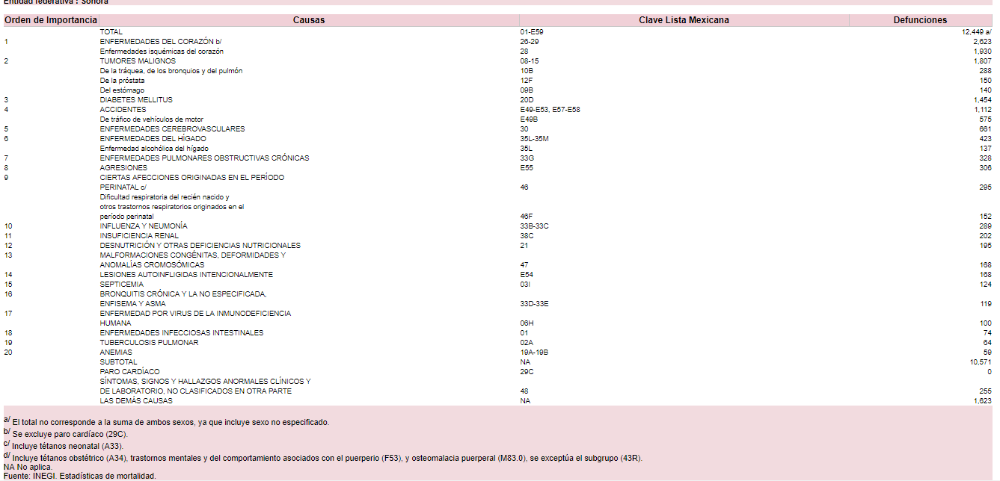 Entidad federativa : Sonora
Orden de Importancia Causas Clave Lista Mexicana Defunciones
TOTAL 01-E59 12,449 a/
1 ENFERMEDADES DEL CORAZÓN b/ 26-29 2,623
Enfermedades isquémicas del corazón 28 1,930
2 TUMORES MALIGNOS 08-15 1,807
De la tráquea, de los bronquios y del pulmón 10B 288
De la próstata 12F 150
Del estómago 09B 140
3 DIABETES MELLITUS 20D 1,454
4 ACCIDENTES E49-E53, E57-E58 1,112
De tráfico de vehículos de motor E49B 575
5 ENFERMEDADES CEREBROVASCULARES 30 661
6 ENFERMEDADES DEL HÍGADO 35L-35M 423
Enfermedad alcohólica del hígado 35L 137
7 ENFERMEDADES PULMONARES OBSTRUCTIVAS CRÓNICAS 33G 328
8 AGRESIONES E55 306
9 CIERTAS AFECCIONES ORIGINADAS EN EL PERÍODO
PERINATAL c/ 46 295
Dificultad respiratoria del recién nacido y
otros trastornos respiratorios originados en el
período perinatal 46F 152
10 INFLUENZA Y NEUMONÍA 33B-33C 289
11 INSUFICIENCIA RENAL 38C 202
12 DESNUTRICIÓN Y OTRAS DEFICIENCIAS NUTRICIONALES 21 195
13 MALFORMACIONES CONGÉNITAS, DEFORMIDADES Y
ANOMALÍAS CROMOSÓMICAS 47 168
14 LESIONES AUTOINFLIGIDAS INTENCIONALMENTE E54 168
15 SEPTICEMIA 03I 124
16 BRONQUITIS CRÓNICA Y LA NO ESPECIFICADA,
ENFISEMA Y ASMA 33D-33E 119
17 ENFERMEDAD POR VIRUS DE LA INMUNODEFICIENCIA
HUMANA 06H 100
18 ENFERMEDADES INFECCIOSAS INTESTINALES 01 74
19 TUBERCULOSIS PULMONAR 02A 64
20 ANEMIAS 19A-19B 59
SUBTOTAL NA 10,571
PARO CARDÍACO 29C 0
SÍNTOMAS, SIGNOS Y HALLAZGOS ANORMALES CLÍNICOS Y
DE LABORATORIO, NO CLASIFICADOS EN OTRA PARTE 48 255
LAS DEMÁS CAUSAS NA 1,623
a/ El total no corresponde a la suma de ambos sexos, ya que incluye sexo no especificado.
b/ Se excluye paro cardíaco (29C).
c/ Incluye tétanos neonatal (A33).
d/ Incluye tétanos obstétrico (A34), trastornos mentales y del comportamiento asociados con el puerperio (F53), y osteomalacia puerperal (M83.0), se exceptúa el subgrupo (43R).
NA No aplica.
Fuente: INEGI. Estadísticas de mortalidad.